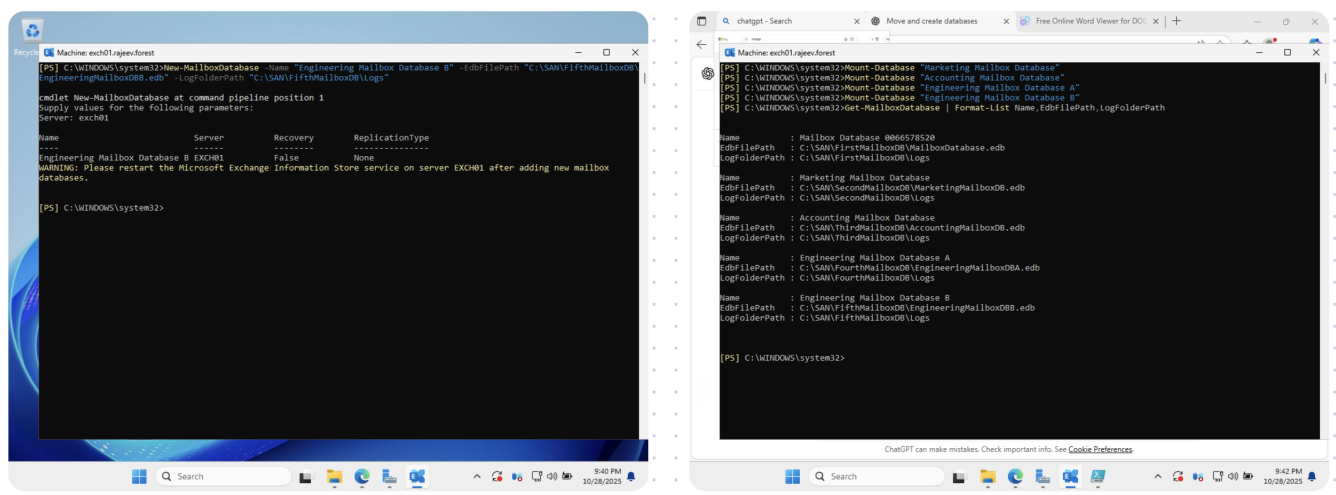 Recycle
Machine: exch01.rajeev.forest
[PS] C:\WINDOWS\system32>New-MailboxDatabase -Name "Engineering Mailbox Database B" -EdbFilePath "C:\SAN\FifthMailboxDB\
EngineeringMailboxDBB.edb" -LogFolderPath "C:\SAN\FifthMailboxDB\Logs"
cmdlet New-MailboxDatabase at command pipeline position 1
Supply values for the following parameters:
Server: exch01
Name Server Recovery ReplicationType
---- ------ -------- ---------------
Engineering Mailbox Database B EXCH01 False None
WARNING: Please restart the Microsoft Exchange Information Store service on server EXCH01 after adding new mailbox
databases.
[PS] C:\WINDOWS\system32>
Search
9:40 PM
10/28/2025
chatgpt - Search
Move and create databases
Free Online Word Viewer for DOC
Machine: exch01.rajeev.forest
[PS] C:\WINDOWS\system32>Mount-Database "Marketing Mailbox Database"
[PS] C:\WINDOWS\system32>Mount-Database "Accounting Mailbox Database"
[PS] C:\WINDOWS\system32>Mount-Database "Engineering Mailbox Database A"
[PS] C:\WINDOWS\system32>Mount-Database "Engineering Mailbox Database B"
[PS] C:\WINDOWS\system32>Get-MailboxDatabase | Format-List Name,EdbFilePath,LogFolderPath
Name : Mailbox Database 0066578520
EdbFilePath : C:\SAN\FirstMailboxDB\MailboxDatabase.edb
LogFolderPath : C:\SAN\FirstMailboxDB\Logs
Name : Marketing Mailbox Database
EdbFilePath : C:\SAN\SecondMailboxDB\MarketingMailboxDB.edb
LogFolderPath : C:\SAN\SecondMailboxDB\Logs
Name : Accounting Mailbox Database
EdbFilePath : C:\SAN\ThirdMailboxDB\AccountingMailboxDB.edb
LogFolderPath : C:\SAN\ThirdMailboxDB\Logs
Name : Engineering Mailbox Database A
EdbFilePath : C:\SAN\FourthMailboxDB\EngineeringMailboxDBA.edb
LogFolderPath : C:\SAN\FourthMailboxDB\Logs
Name : Engineering Mailbox Database B
EdbFilePath : C:\SAN\FifthMailboxDB\EngineeringMailboxDBB.edb
LogFolderPath : C:\SAN\FifthMailboxDB\Logs
[PS] C:\WINDOWS\system32>
ChatGPT can make mistakes. Check important info. See Cookie Preferences.
Search
9:42 PM
10/28/2025